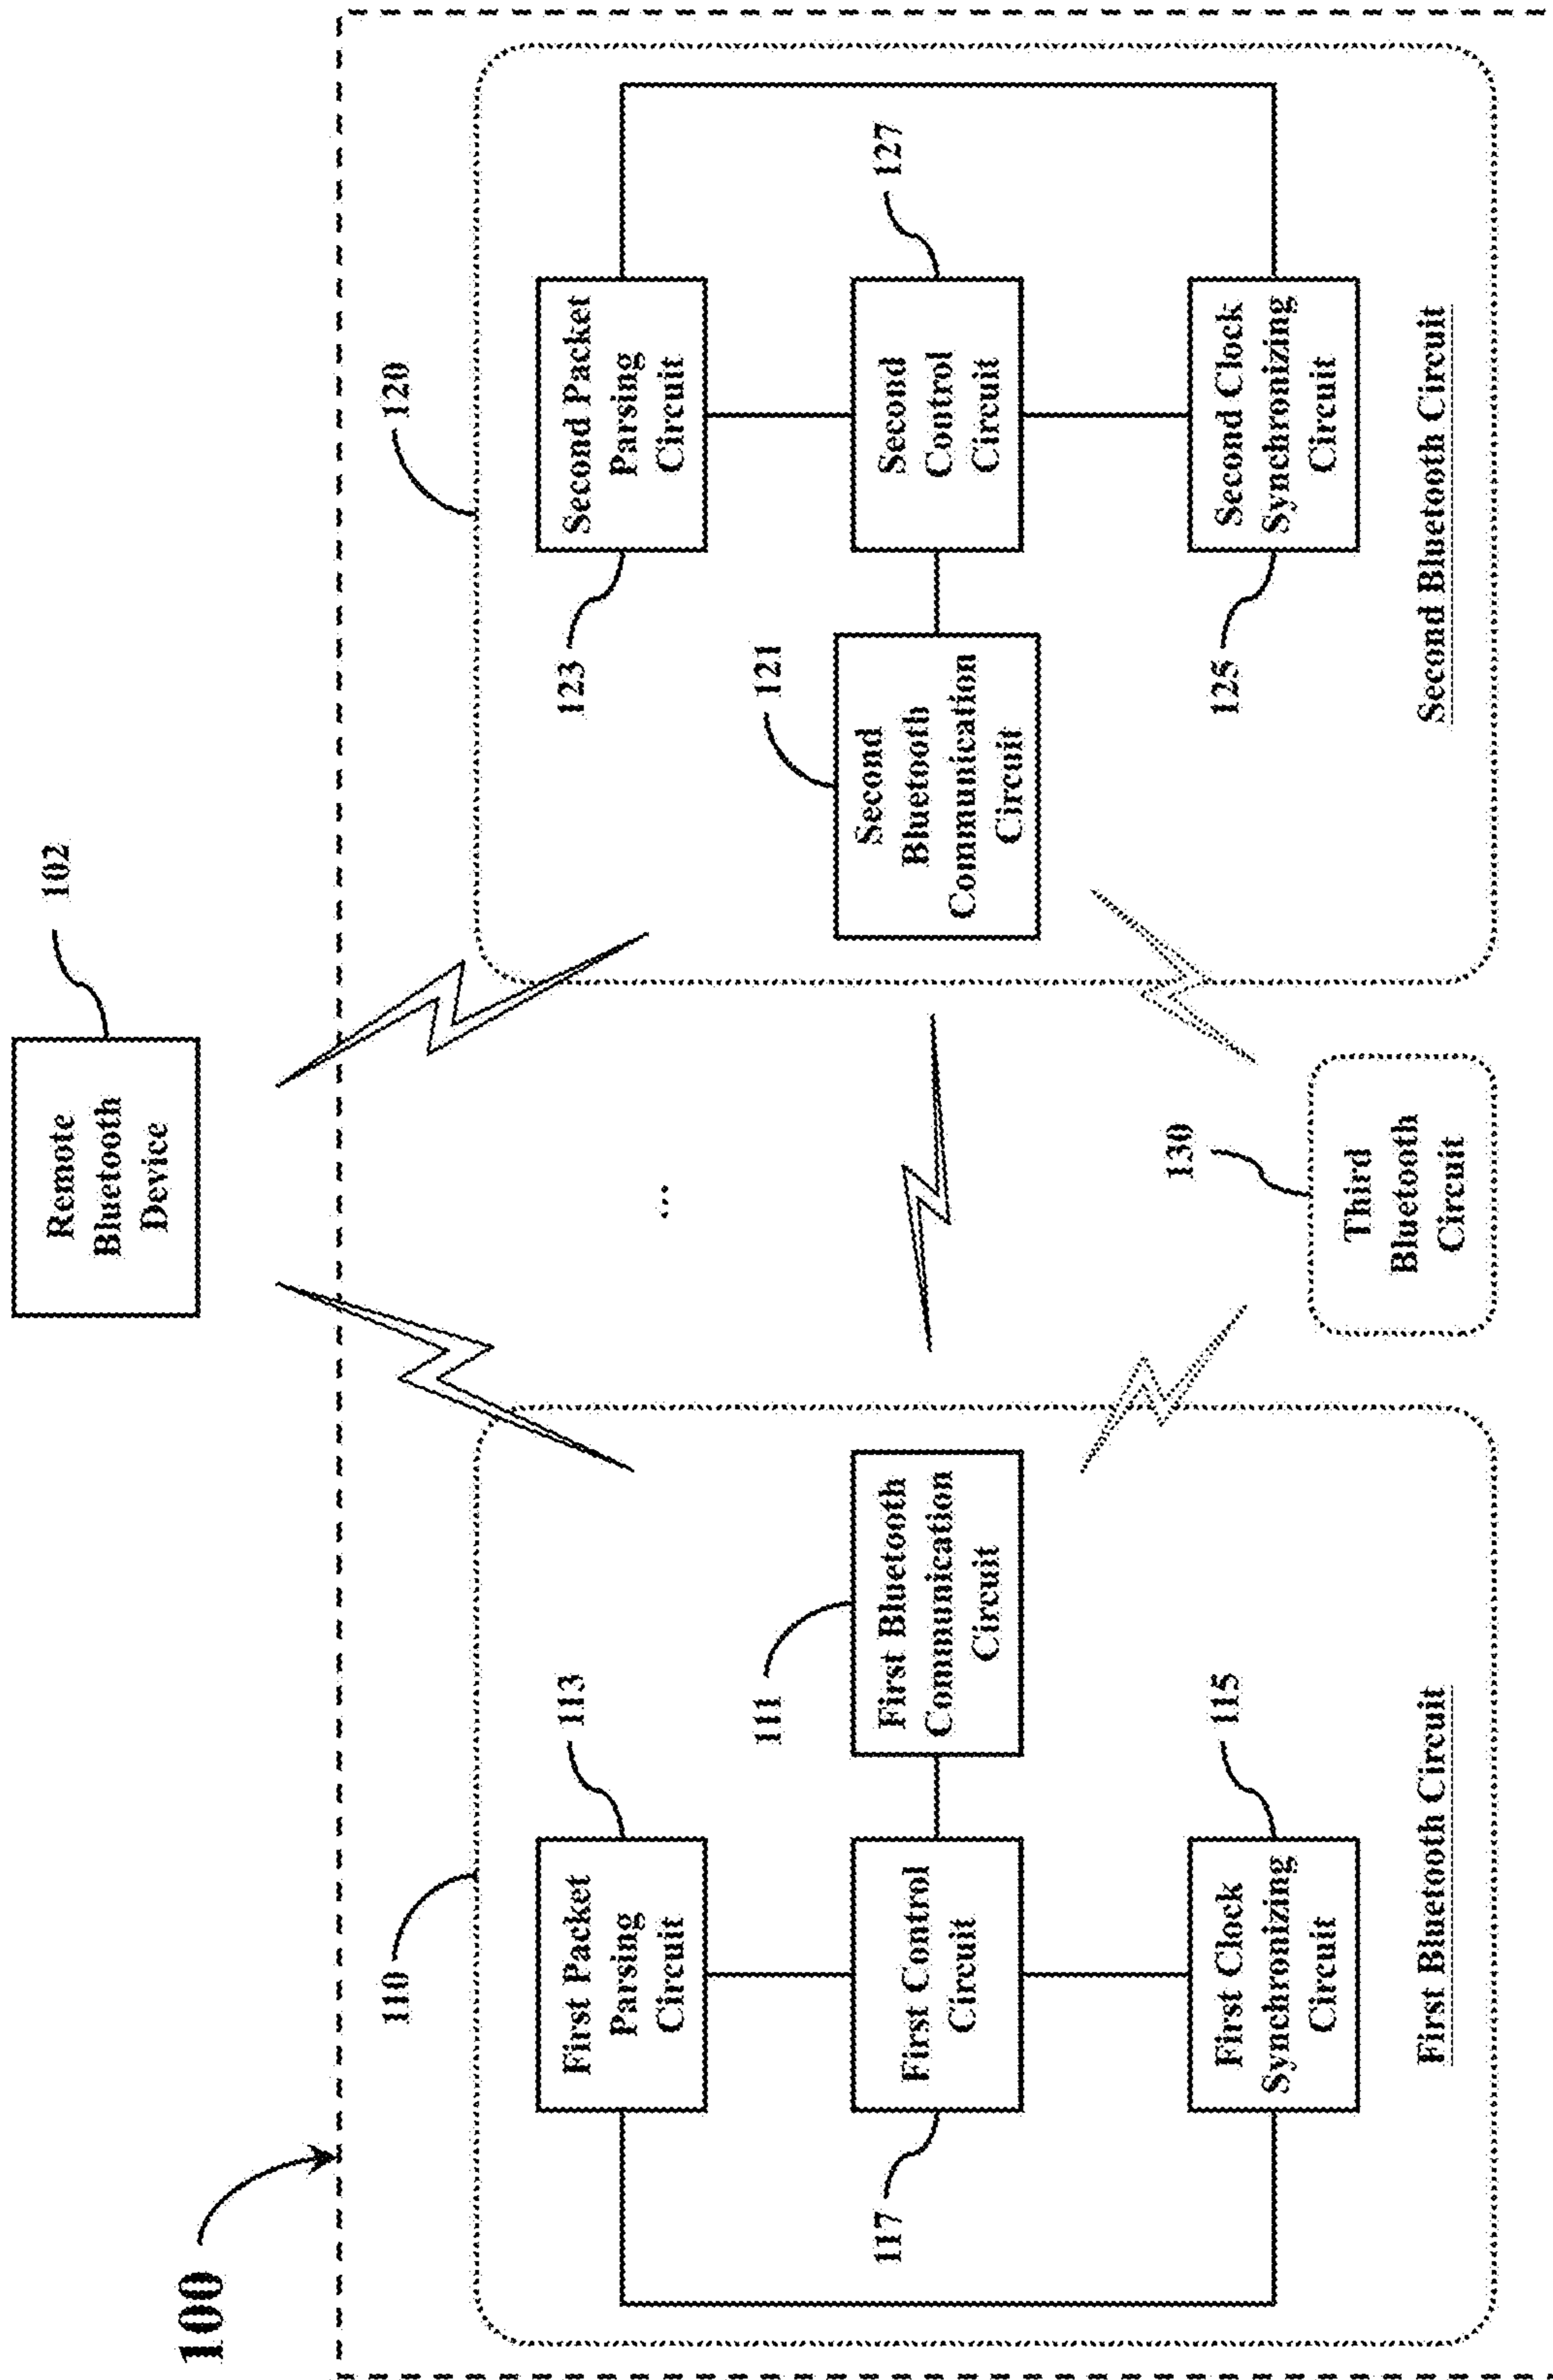 100
Remote
Bluetooth
Device
102
110
120
First Packet
Parsing
Circuit
113
123
Second Packet
Parsing
Circuit
...
117
First Control
Circuit
111
First Bluetooth
Communication
Circuit
121
Second
Bluetooth
Communication
Circuit
Second
Control
Circuit
127
First Clock
Synchronizing
Circuit
115
130
Third
Bluetooth
Circuit
125
Second Clock
Synchronizing
Circuit
First Bluetooth Circuit
Second Bluetooth Circuit